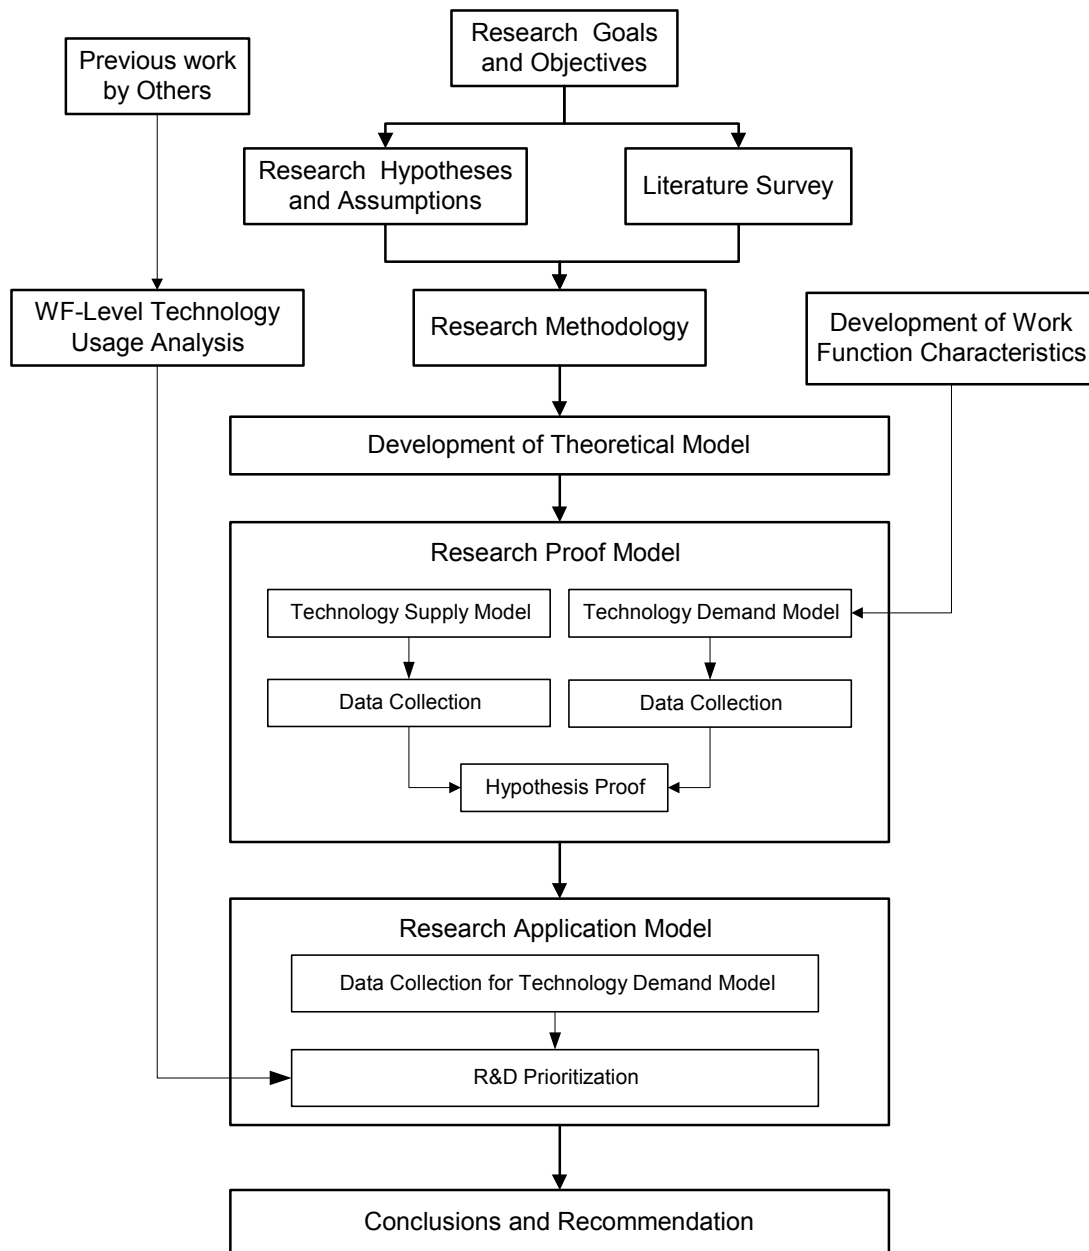 Research Goals
and Objectives
Previous work
by Others
Research Hypotheses
and Assumptions
Literature Survey
WF-Level Technology
Usage Analysis
Research Methodology
Development of Work
Function Characteristics
Development of Theoretical Model
Research Proof Model
Technology Supply Model
Technology Demand Model
Data Collection
Data Collection
Hypothesis Proof
Research Application Model
Data Collection for Technology Demand Model
R&D Prioritization
Conclusions and Recommendation